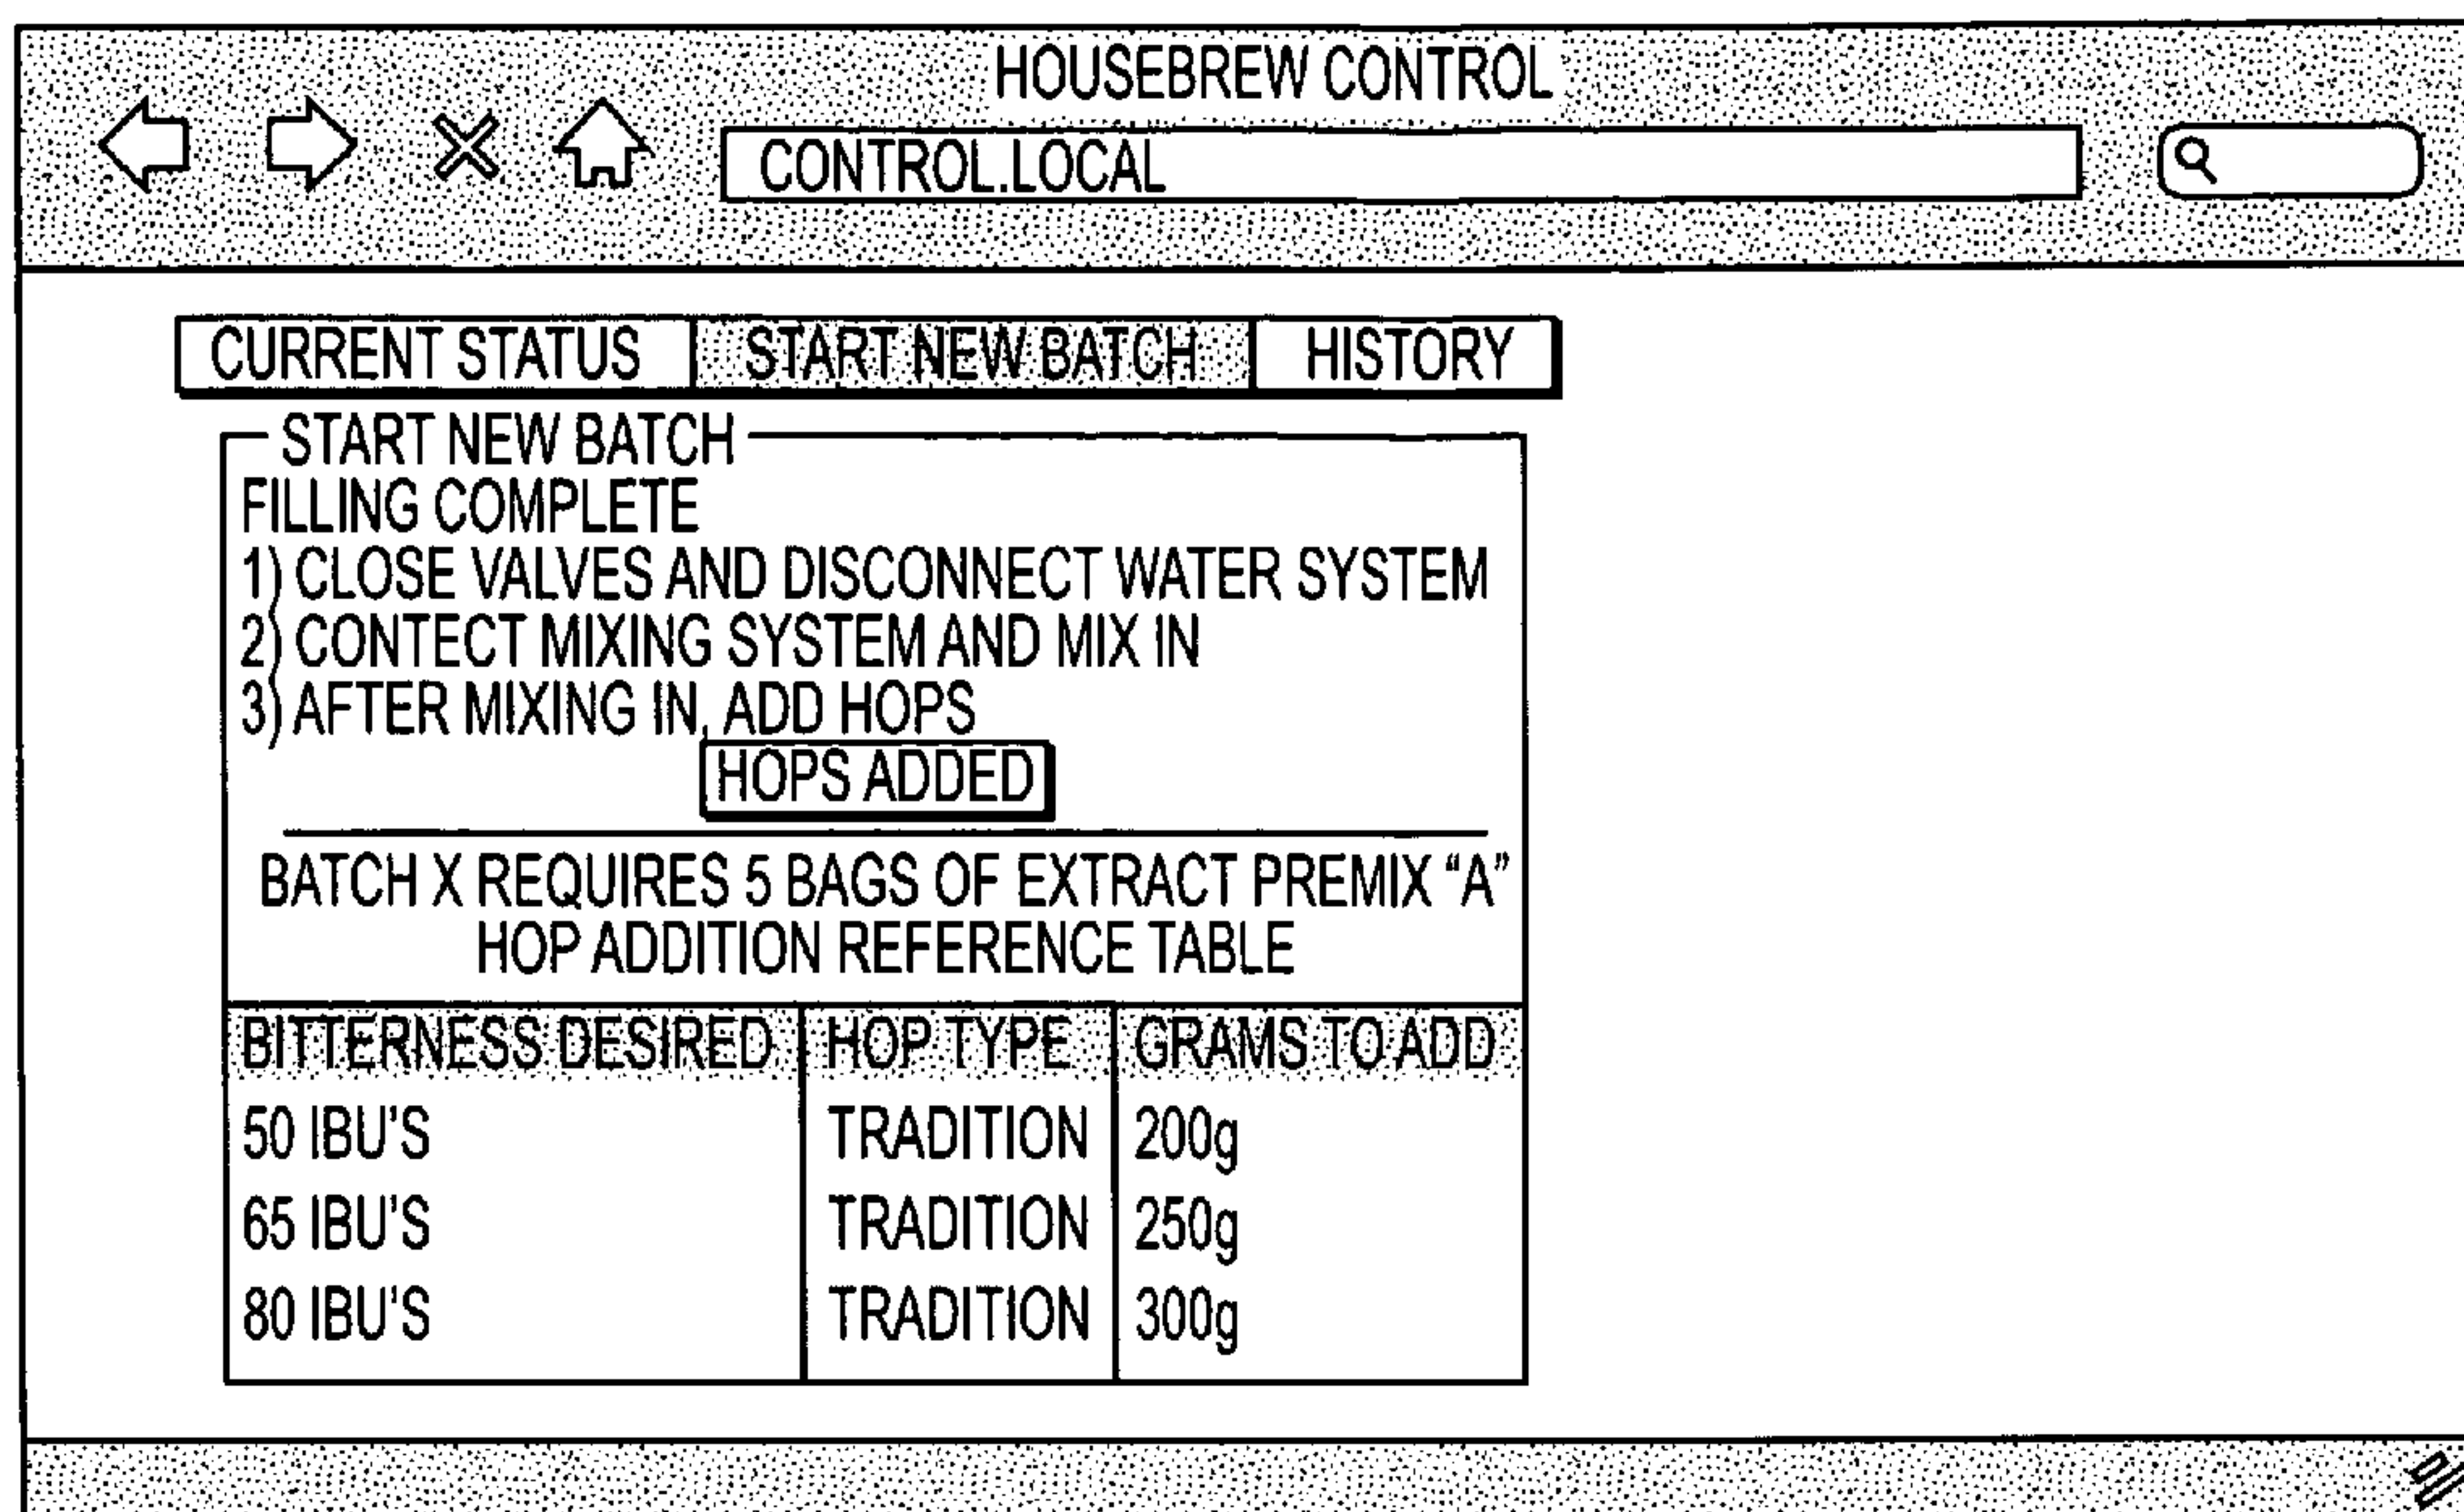 HOUSEBREW CONTROL
CONTROL.LOCAL
CURRENT STATUS START NEW BATCH HISTORY
START NEW BATCH
FILLING COMPLETE
1) CLOSE VALVES AND DISCONNECT WATER SYSTEM
2) CONTECT MIXING SYSTEM AND MIX IN
3) AFTER MIXING IN, ADD HOPS
HOPS ADDED
BATCH X REQUIRES 5 BAGS OF EXTRACT PREMIX “A”
HOP ADDITION REFERENCE TABLE
BITTERNESS DESIRED HOP TYPE GRAMS TO ADD
50 IBU'S TRADITION 200g
65 IBU'S TRADITION 250g
80 IBU'S TRADITION 300g